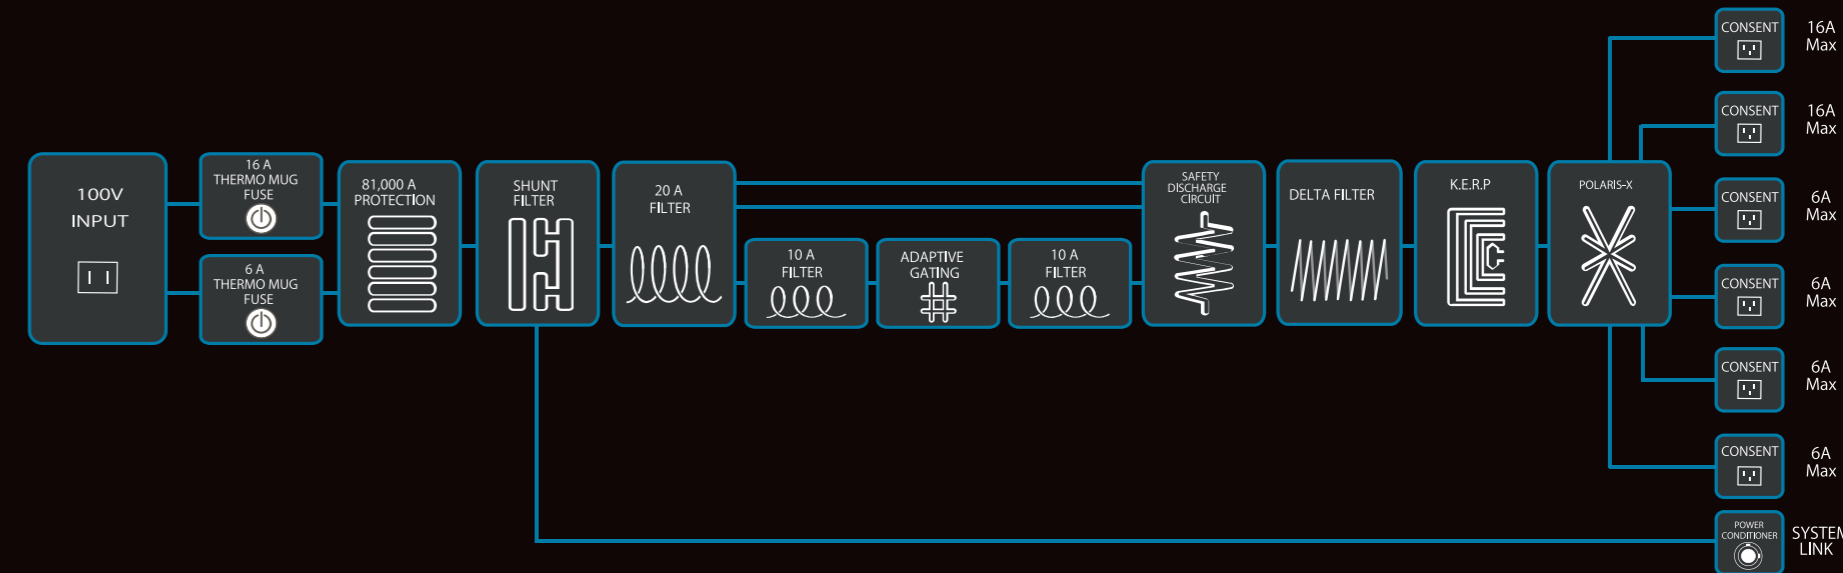 100V
INPUT
16 A
THERMO MUG
FUSE
6 A
THERMO MUG
FUSE
81,000 A
PROTECTION
SHUNT
FILTER
20 A
FILTER
10 A
FILTER
ADAPTIVE
GATING
10 A
FILTER
SAFETY
DISCHARGE
CIRCUIT
DELTA FILTER
K.E.R.P
POLARIS-X
CONSENT
16A
Max
CONSENT
16A
Max
CONSENT
6A
Max
CONSENT
6A
Max
CONSENT
6A
Max
CONSENT
6A
Max
POWER
CONDITIONER
SYSTEM
LINK